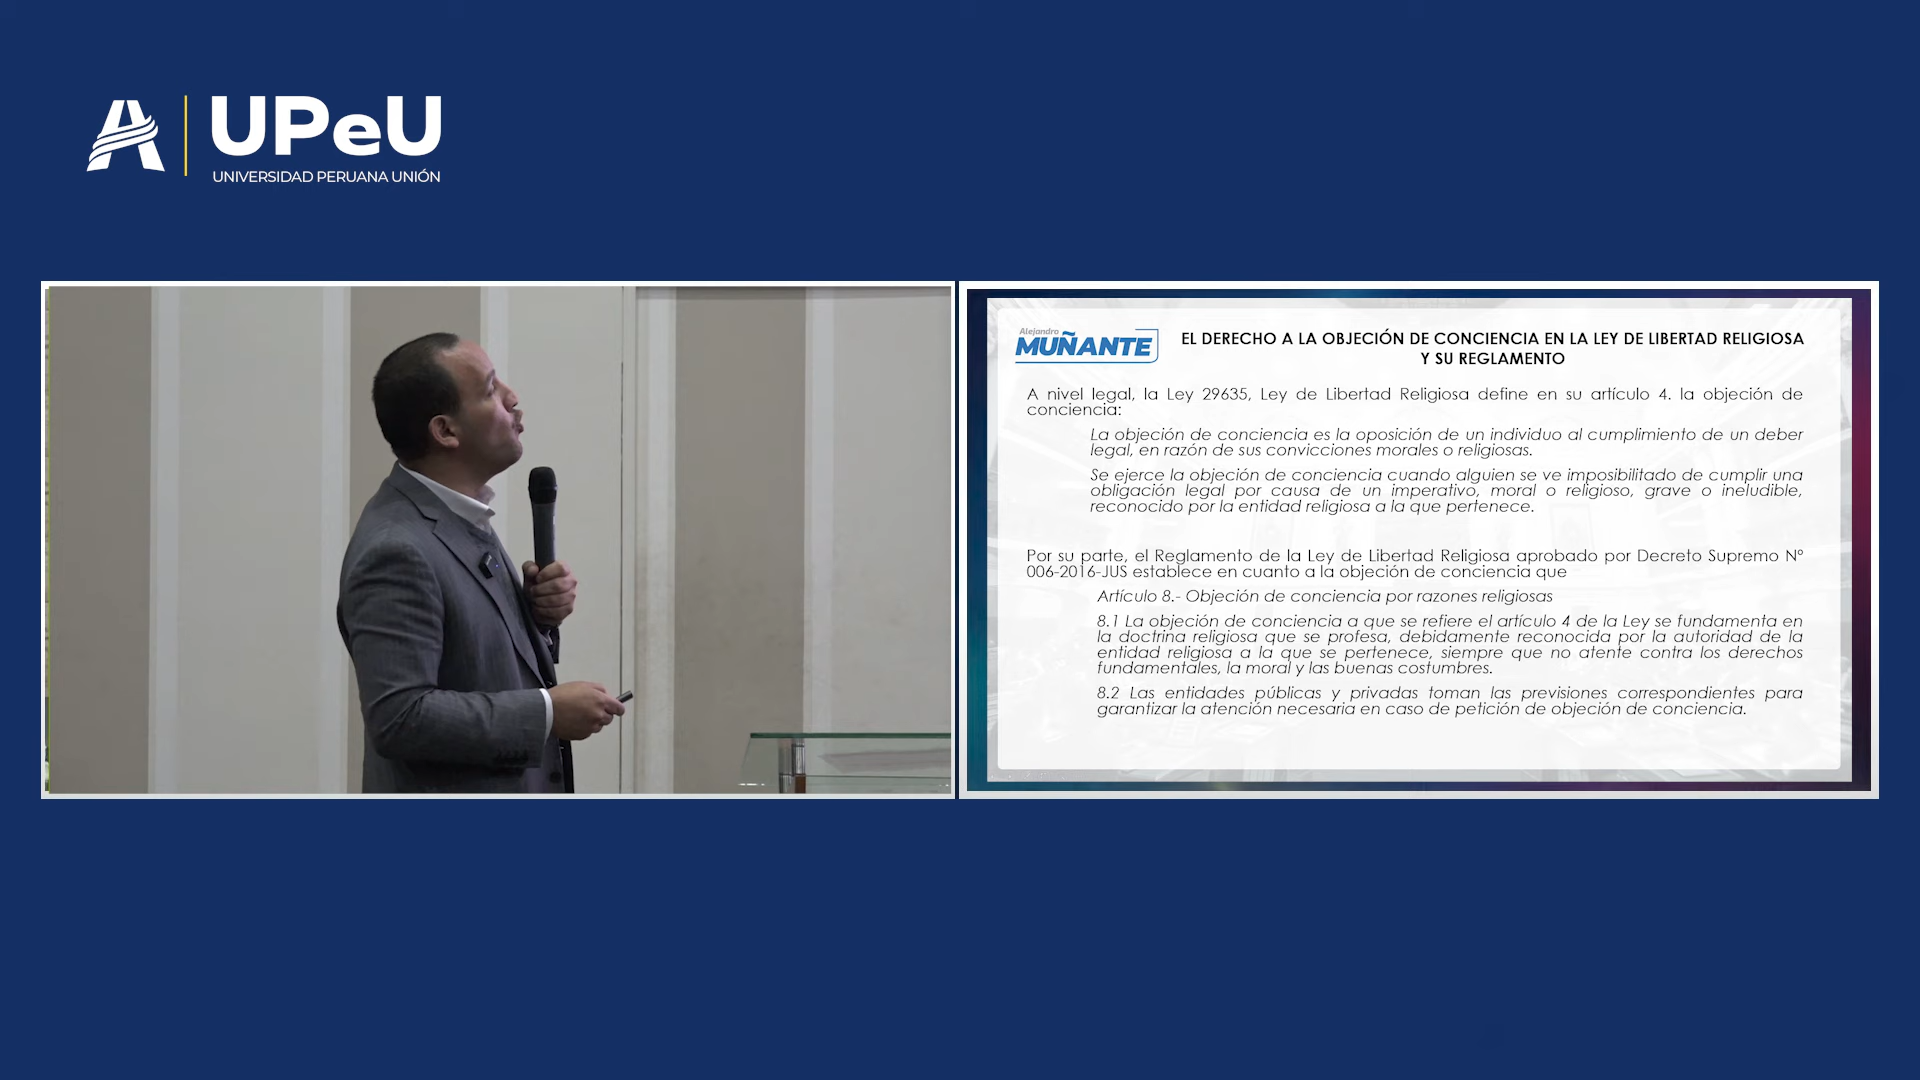 UPeU
UNIVERSIDAD PERUANA UNIÓN
Alejandro
MUÑANTE
EL DERECHO A LA OBJECIÓN DE CONCIENCIA EN LA LEY DE LIBERTAD RELIGIOSA
Y SU REGLAMENTO
A nivel legal, la Ley 29635, Ley de Libertad Religiosa define en su artículo 4. la objeción de
conciencia:
La objeción de conciencia es la oposición de un individuo al cumplimiento de un deber
legal, en razón de sus convicciones morales o religiosas.
Se ejerce la objeción de conciencia cuando alguien se ve imposibilitado de cumplir una
obligación legal por causa de un imperativo, moral o religioso, grave o ineludible,
reconocido por la entidad religiosa a la que pertenece.
Por su parte, el Reglamento de la Ley de Libertad Religiosa aprobado por Decreto Supremo Nº
006-2016-JUS establece en cuanto a la objeción de conciencia que
Artículo 8.- Objeción de conciencia por razones religiosas
8.1 La objeción de conciencia a que se refiere el artículo 4 de la Ley se fundamenta en
la doctrina religiosa que se profesa, debidamente reconocida por la autoridad de la
entidad religiosa a la que se pertenece, siempre que no atente contra los derechos
fundamentales, la moral y las buenas costumbres.
8.2 Las entidades públicas y privadas toman las previsiones correspondientes para
garantizar la atención necesaria en caso de petición de objeción de conciencia.